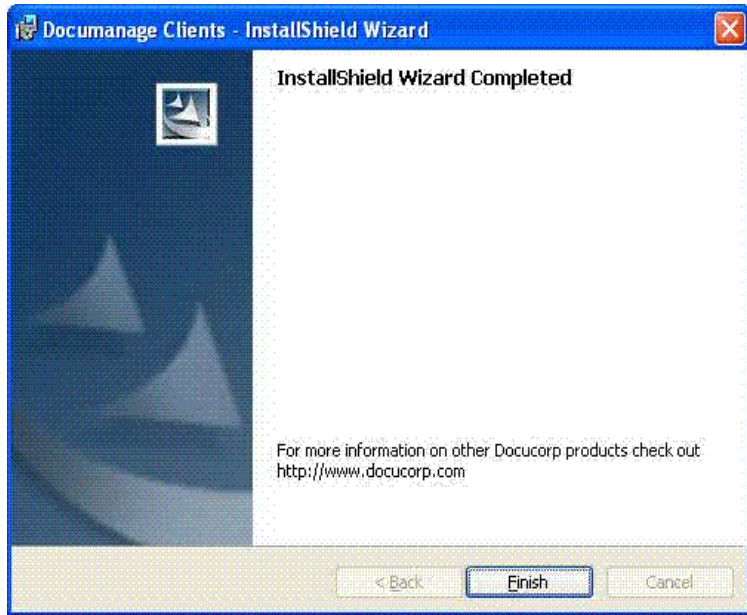 Documanage Clients - InstallShield Wizard
InstallShield Wizard Completed
For more information on other Docucorp products check out
http://www.docucorp.com
< Back
Finish
Cancel